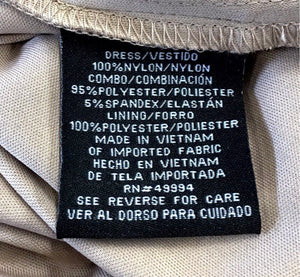 DRESS/VESTIDO
100%NYLON/NYLON
COMBO/COMBINACIÓN
95%POLYESTER/POLIESTER
5%SPANDEX/ELASTÁN
LINING/FORRO
100%POLYESTER/POLIESTER
MADE IN VIETNAM
OF IMPORTED FABRIC
HECHO EN VIETNAM
DE TELA IMPORTADA
RN#49994
SEE REVERSE FOR CARE
VER AL DORSO PARA CUIDADO